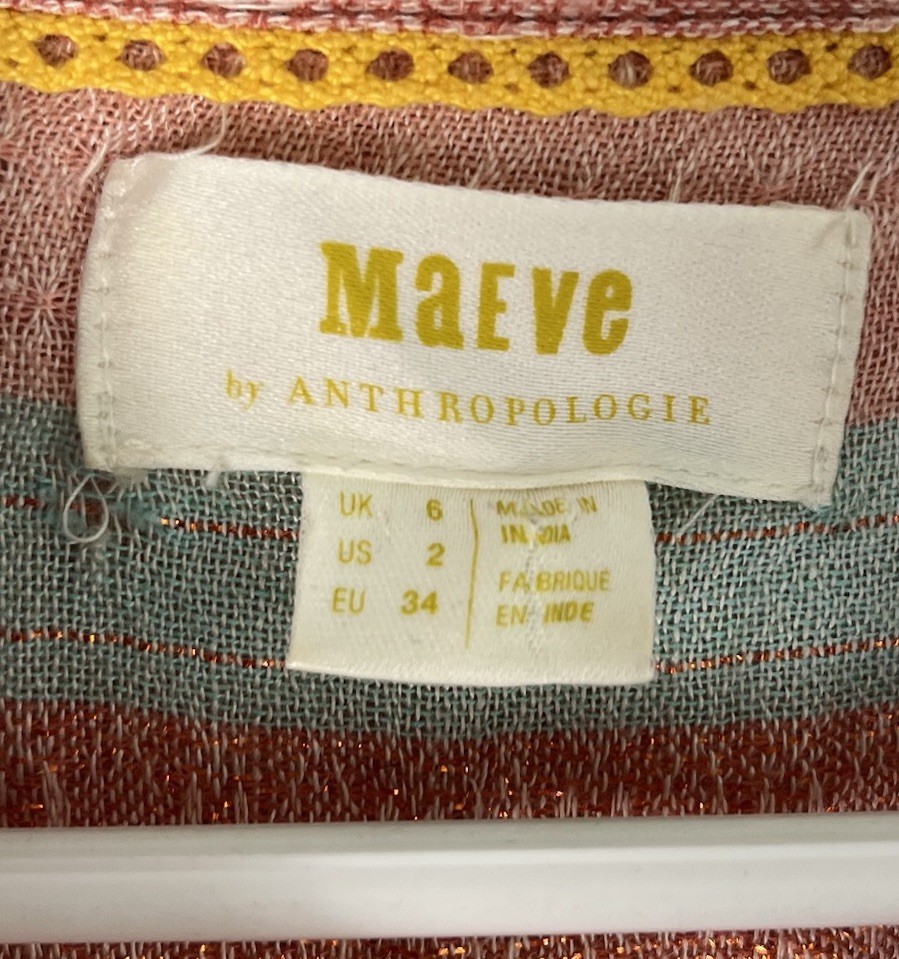 MaEve
by ANTHROPOLOGIE
UK 6
US 2
EU 34
MADE IN
INDIA
FABRIQUE
EN INDE